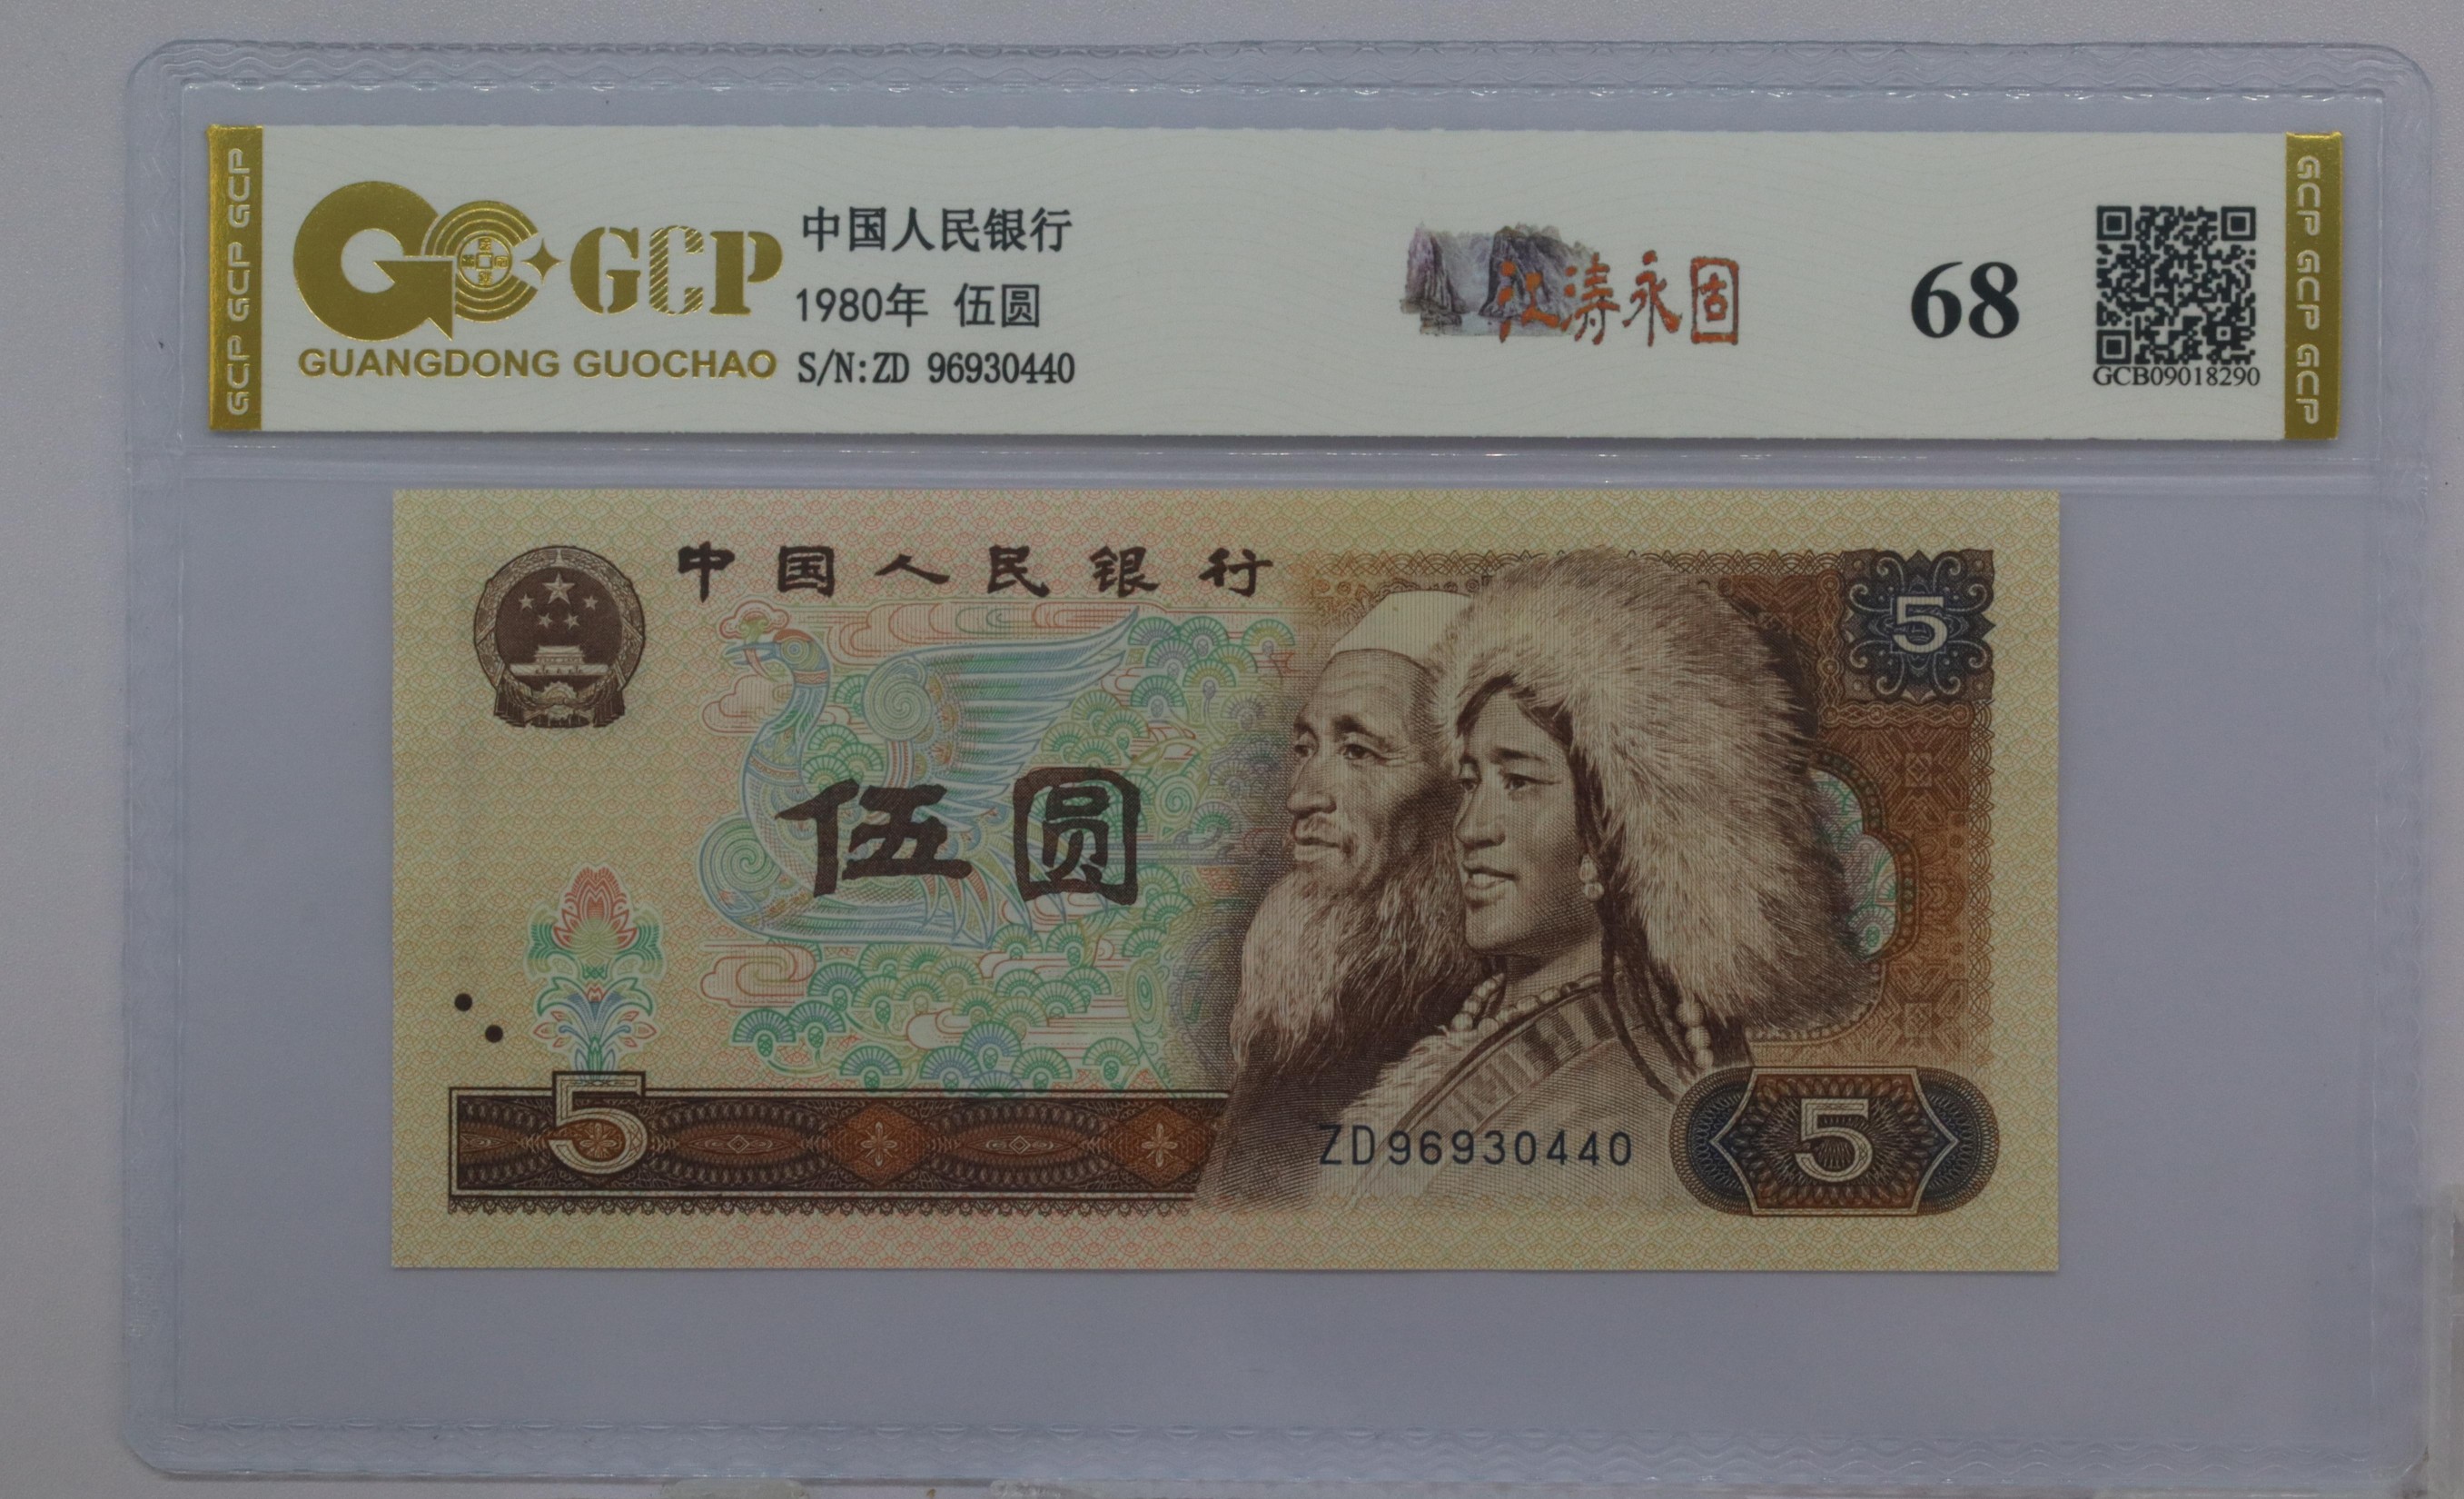 GCP GCP GCP
GCP
GUANGDONG GUOCHAO
中国人民银行
1980年 伍圆
S/N:ZD 96930440
江涛永固
68
GCB09018290
GCP GCP GCP
中国人民银行
5
伍圆
5
ZD96930440
5